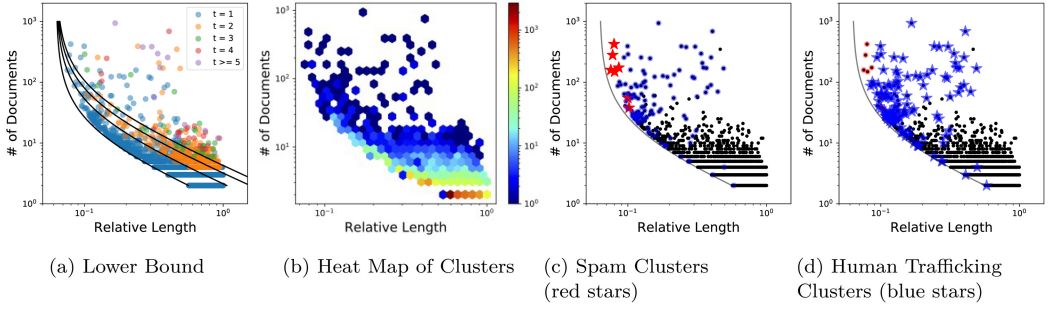 t = 1
t = 2
t = 3
t = 4
t >= 5
10³
10²
10¹
10⁰
# of Documents
10⁻¹
10⁰
Relative Length
(a) Lower Bound
10³
10²
10¹
# of Documents
10⁻¹
10⁰
Relative Length
10³
10²
10¹
10⁰
(b) Heat Map of Clusters
10³
10²
10¹
10⁰
# of Documents
10⁻¹
10⁰
Relative Length
(c) Spam Clusters
(red stars)
10³
10²
10¹
10⁰
# of Documents
10⁻¹
10⁰
Relative Length
(d) Human Trafficking
Clusters (blue stars)